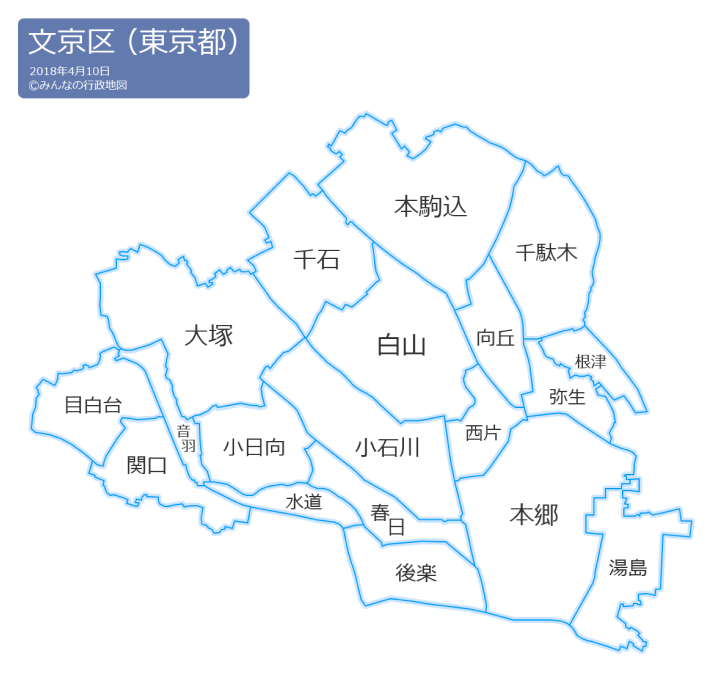 文京区（東京都）
2018年4月10日
©みんなの行政地図
本駒込
千駄木
千石
大塚
白山
向丘
根津
弥生
目白台
音羽
小日向
小石川
西片
関口
水道
春日
本郷
後楽
湯島